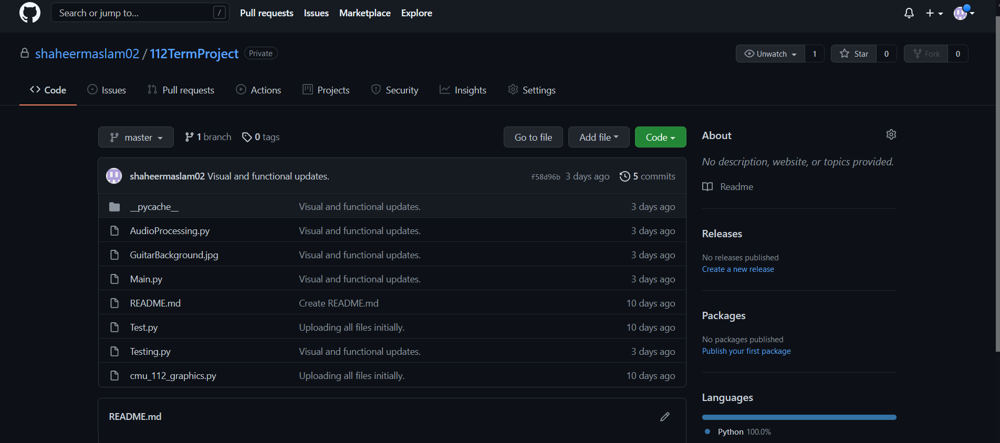 Search or jump to... /
Pull requests Issues Marketplace Explore
shaheermaslam02 / 112TermProject Private
Unwatch 1 Star 0 Fork 0
Code Issues Pull requests Actions Projects Security Insights Settings
master 1 branch 0 tags
Go to file Add file Code
shaheermaslam02 Visual and functional updates. f58d96b 3 days ago 5 commits
__pycache__ Visual and functional updates. 3 days ago
AudioProcessing.py Visual and functional updates. 3 days ago
GuitarBackground.jpg Visual and functional updates. 3 days ago
Main.py Visual and functional updates. 3 days ago
README.md Create README.md 10 days ago
Test.py Uploading all files initially. 10 days ago
Testing.py Visual and functional updates. 3 days ago
cmu_112_graphics.py Uploading all files initially. 10 days ago
README.md
About
No description, website, or topics provided.
Readme
Releases
No releases published
Create a new release
Packages
No packages published
Publish your first package
Languages
Python 100.0%